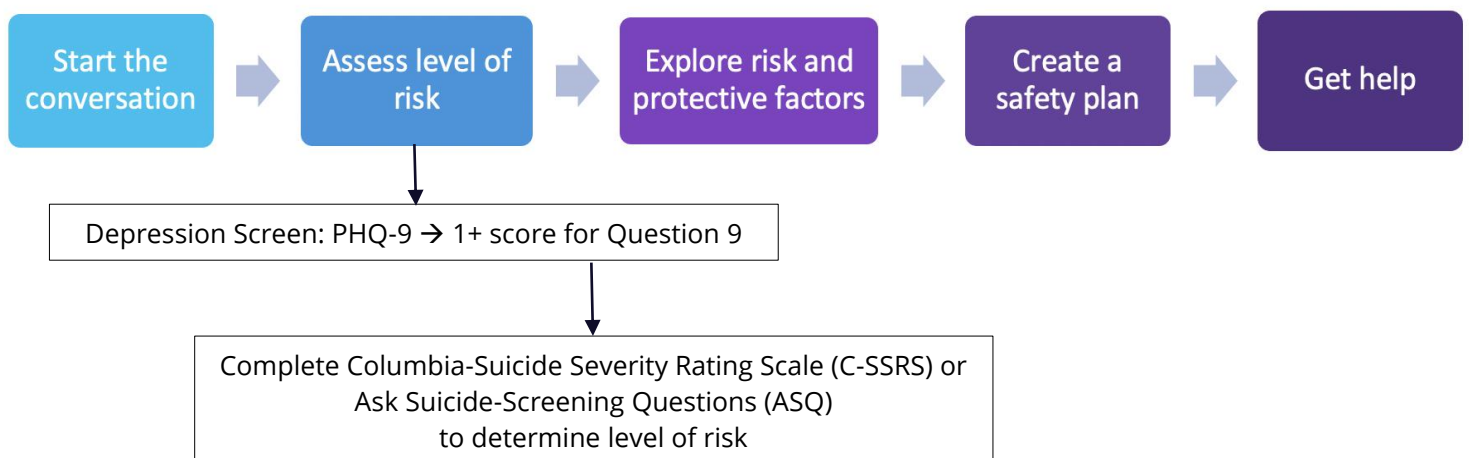 Start the
conversation
Assess level of
risk
Explore risk and
protective factors
Create a
safety plan
Get help
Depression Screen: PHQ-9 → 1+ score for Question 9
Complete Columbia-Suicide Severity Rating Scale (C-SSRS) or
Ask Suicide-Screening Questions (ASQ)
to determine level of risk